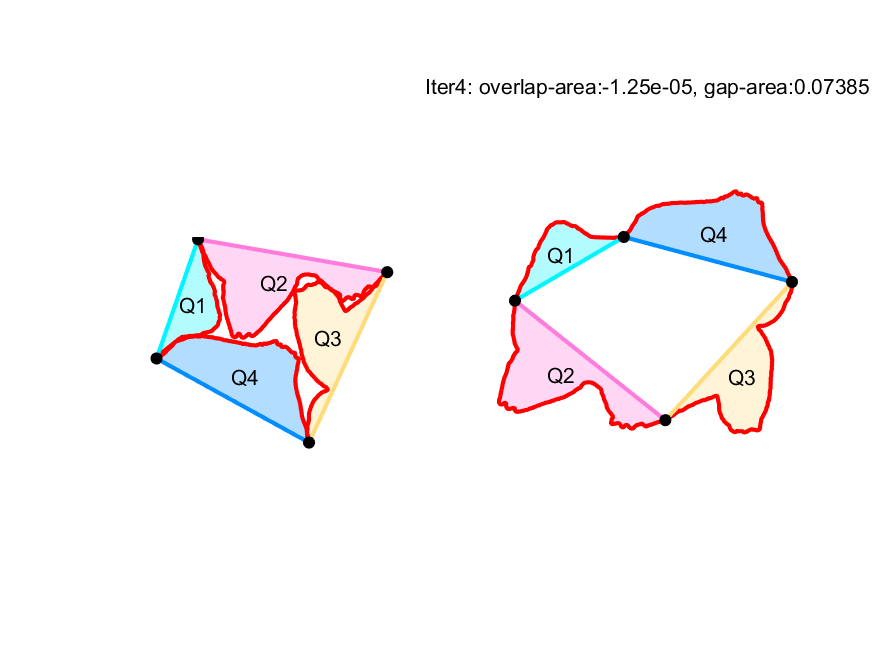 Iter4: overlap-area:-1.25e-05, gap-area:0.07385
Q1
Q2
Q3
Q4
Q1
Q4
Q2
Q3